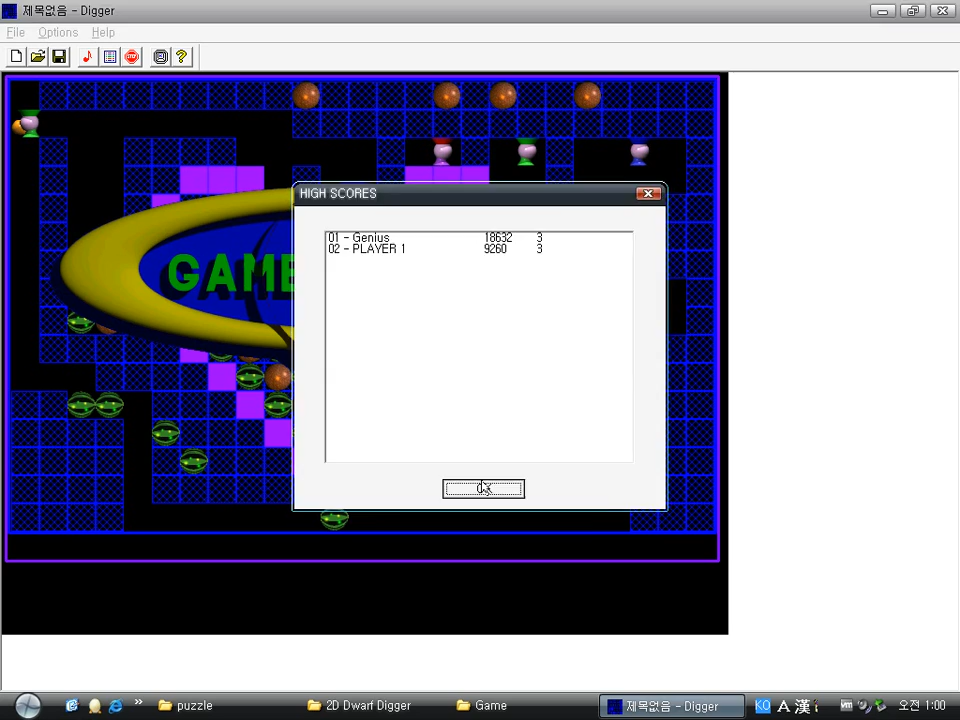 제목없음 - Digger
File Options Help
HIGH SCORES
01 - Genius 18632 3
02 - PLAYER 1 9260 3
GAME
puzzle
2D Dwarf Digger
Game
제목없음 - Digger
KO A 漢
오전 1:00